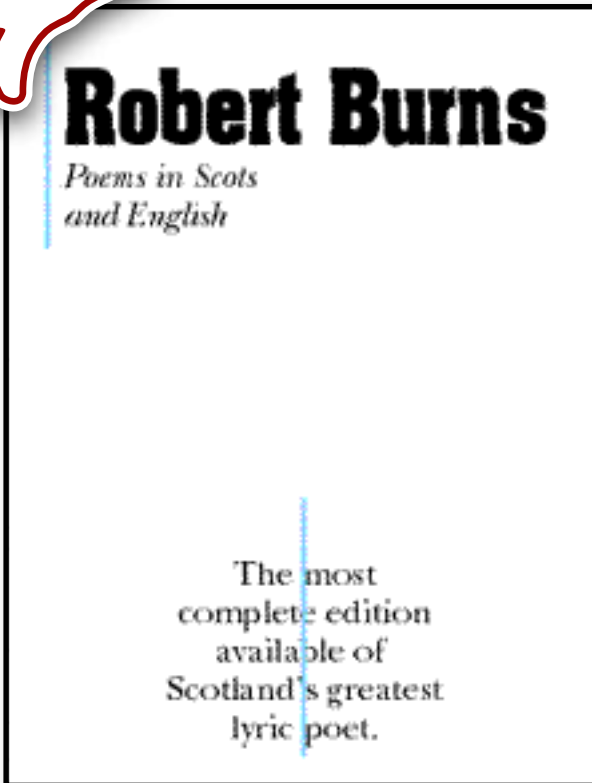 Robert Burns
Poems in Scots
and English
The most
complete edition
available of
Scotland's greatest
lyric poet.